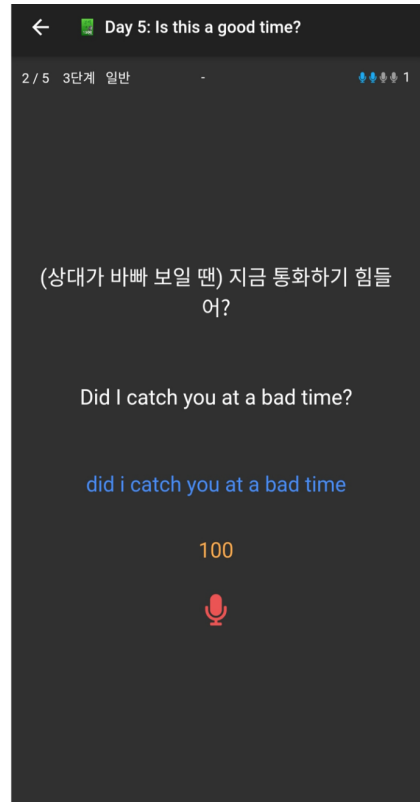 Day 5: Is this a good time?
2 / 5 3단계 일반 - 1
(상대가 바빠 보일 땐) 지금 통화하기 힘들
어?
Did I catch you at a bad time?
did i catch you at a bad time
100